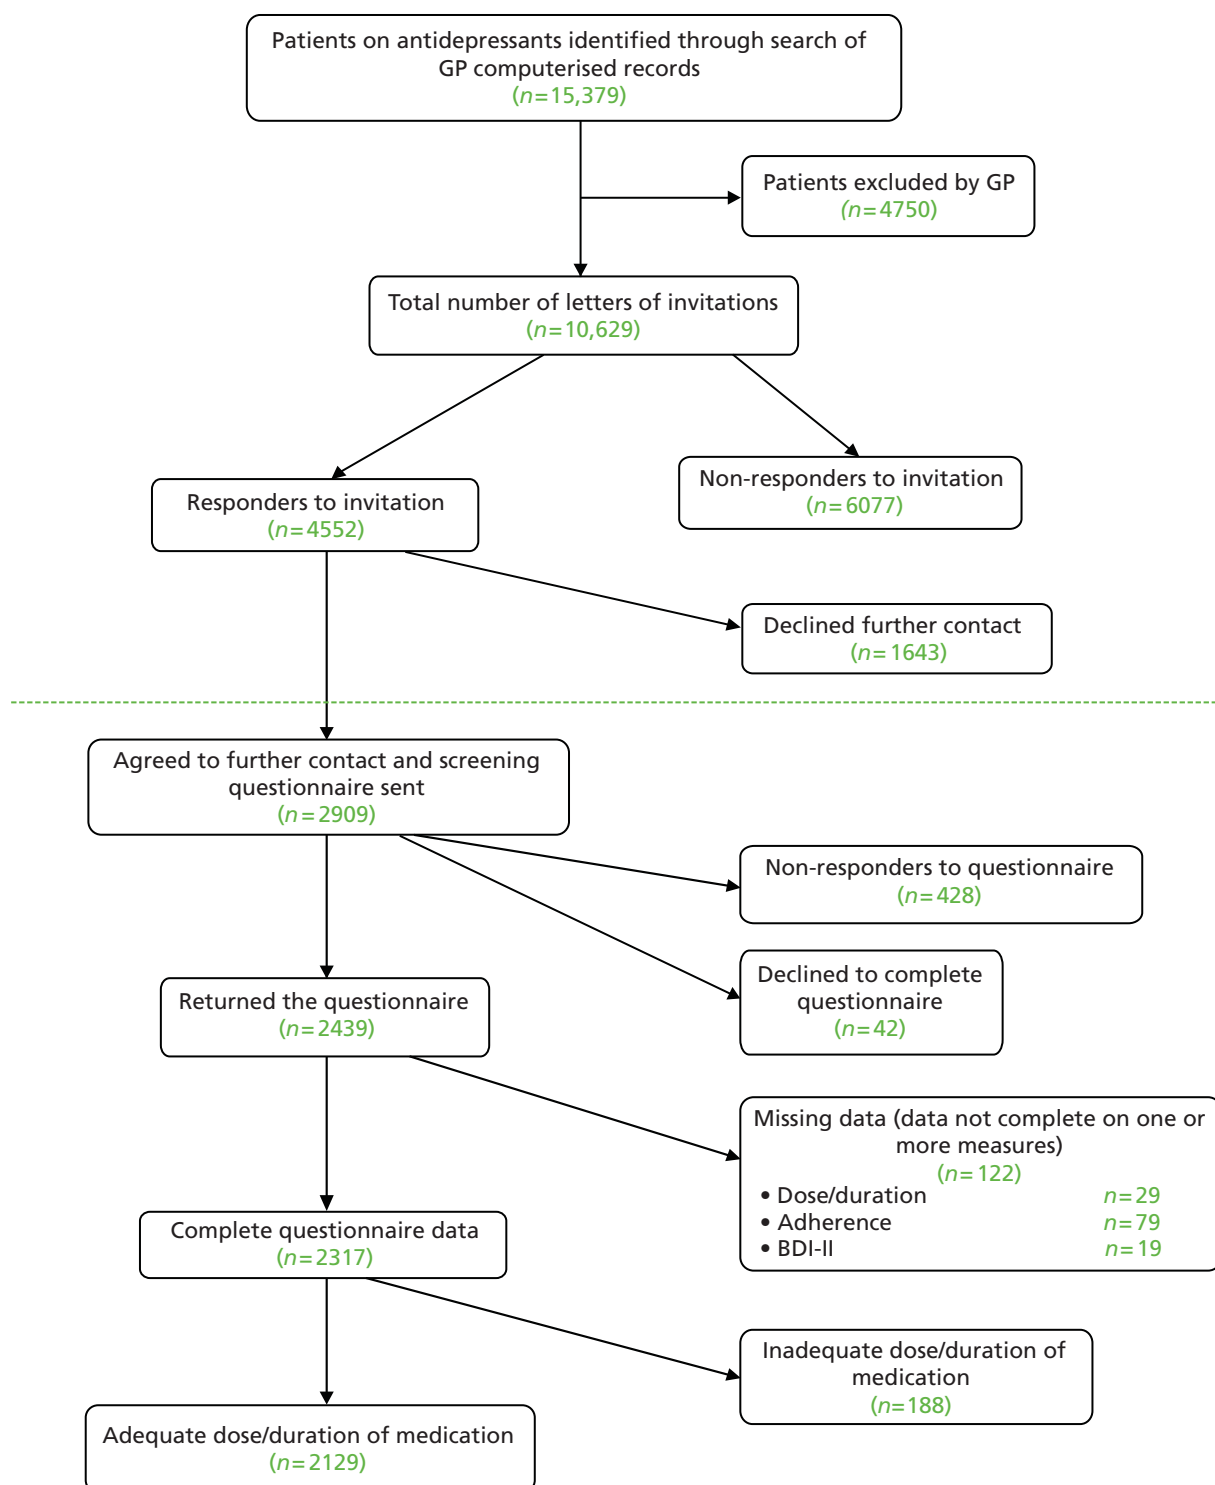 Patients on antidepressants identified through search of
GP computerised records
(n=15,379)
Patients excluded by GP
(n=4750)
Total number of letters of invitations
(n=10,629)
Non-responders to invitation
(n=6077)
Responders to invitation
(n=4552)
Declined further contact
(n=1643)
Agreed to further contact and screening
questionnaire sent
(n=2909)
Non-responders to questionnaire
(n=428)
Declined to complete
questionnaire
(n=42)
Returned the questionnaire
(n=2439)
Missing data (data not complete on one or
more measures)
(n=122)
• Dose/duration n=29
• Adherence n=79
• BDI-II n=19
Complete questionnaire data
(n=2317)
Inadequate dose/duration of
medication
(n=188)
Adequate dose/duration of medication
(n=2129)